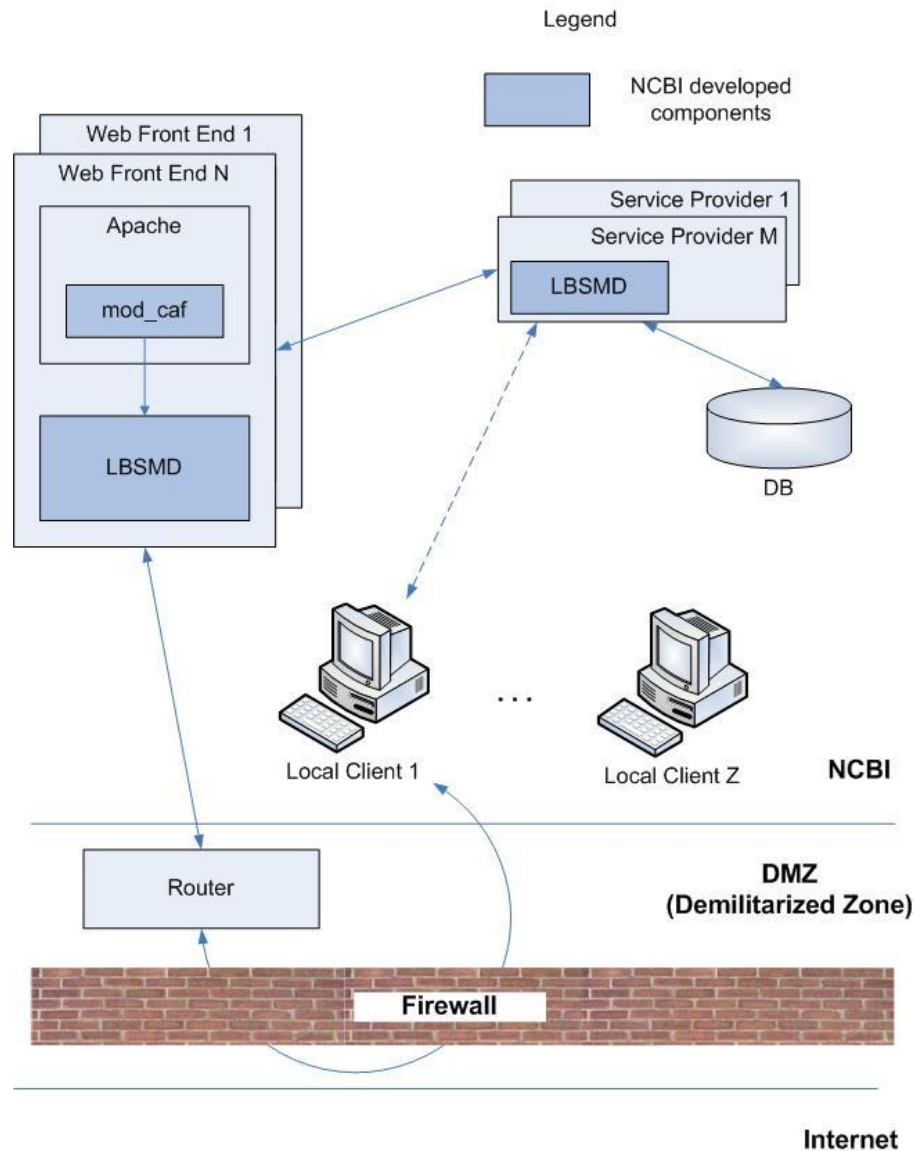 Legend
NCBI developed
components
Web Front End 1
Web Front End N
Apache
mod_caf
LBSMD
Service Provider 1
Service Provider M
LBSMD
DB
...
Local Client 1
Local Client Z
NCBI
Router
DMZ
(Demilitarized Zone)
Firewall
Internet